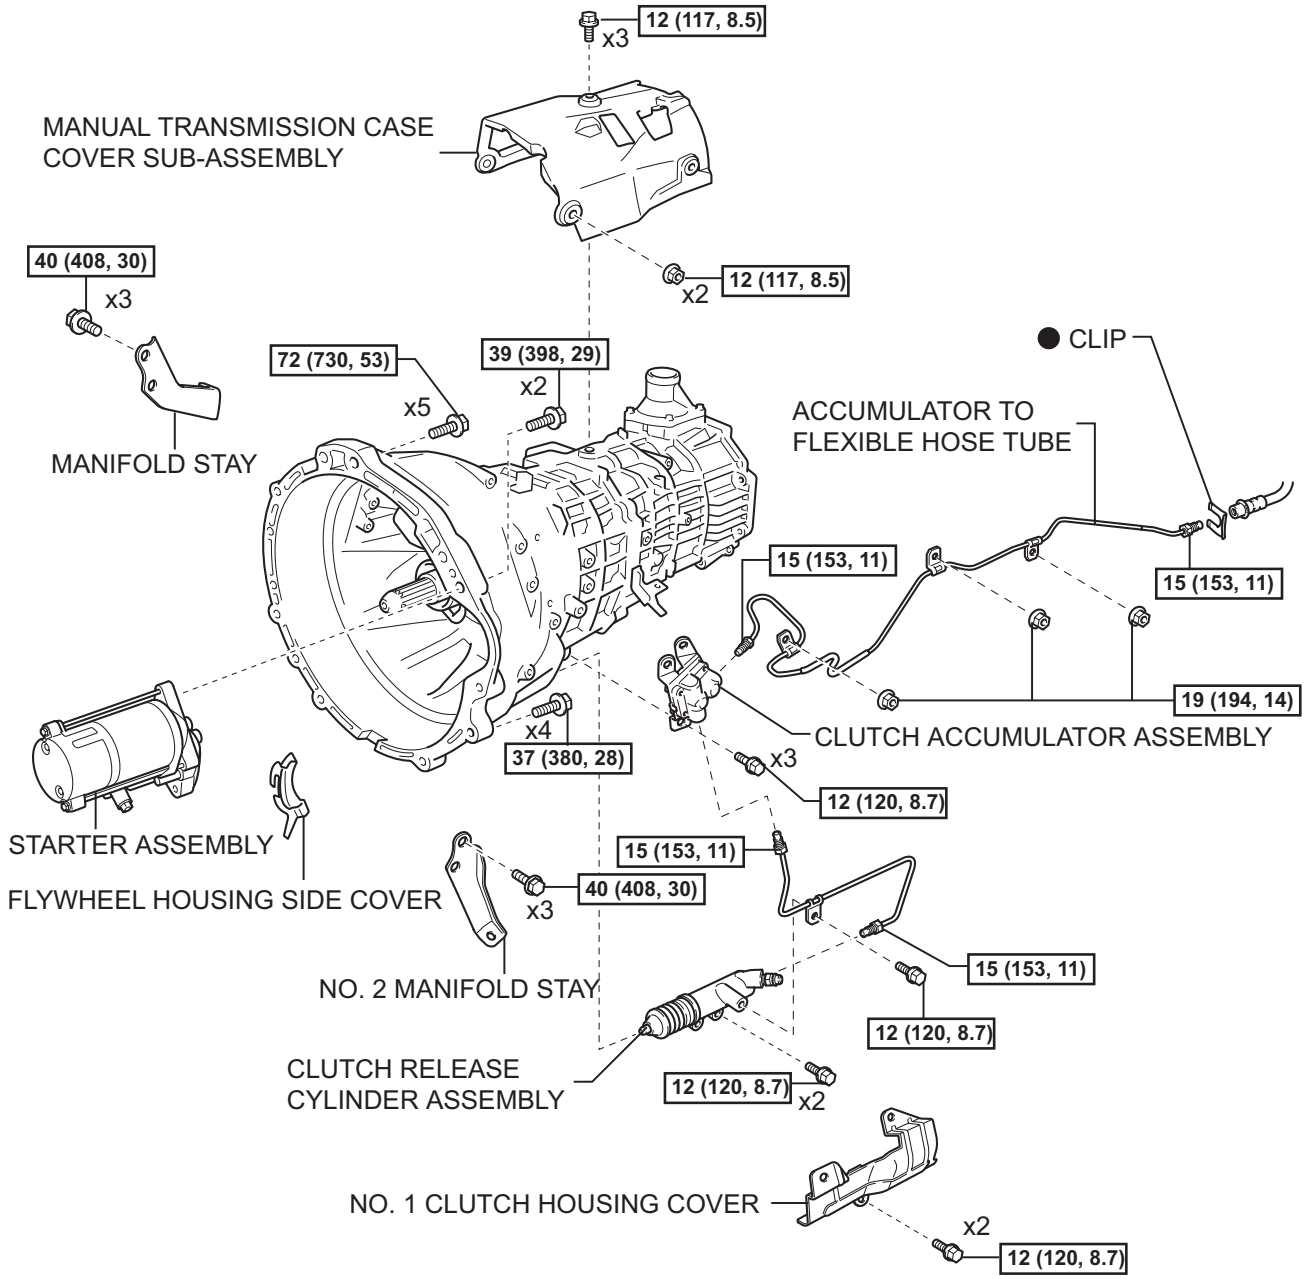 12 (117, 8.5)
x3
MANUAL TRANSMISSION CASE
COVER SUB-ASSEMBLY
40 (408, 30)
x3
12 (117, 8.5)
x2
72 (730, 53)
x5
39 (398, 29)
x2
● CLIP
MANIFOLD STAY
ACCUMULATOR TO
FLEXIBLE HOSE TUBE
15 (153, 11)
15 (153, 11)
19 (194, 14)
x4
37 (380, 28)
CLUTCH ACCUMULATOR ASSEMBLY
x3
12 (120, 8.7)
STARTER ASSEMBLY
15 (153, 11)
FLYWHEEL HOUSING SIDE COVER
40 (408, 30)
x3
15 (153, 11)
NO. 2 MANIFOLD STAY
12 (120, 8.7)
CLUTCH RELEASE
CYLINDER ASSEMBLY
12 (120, 8.7)
x2
NO. 1 CLUTCH HOUSING COVER
x2
12 (120, 8.7)